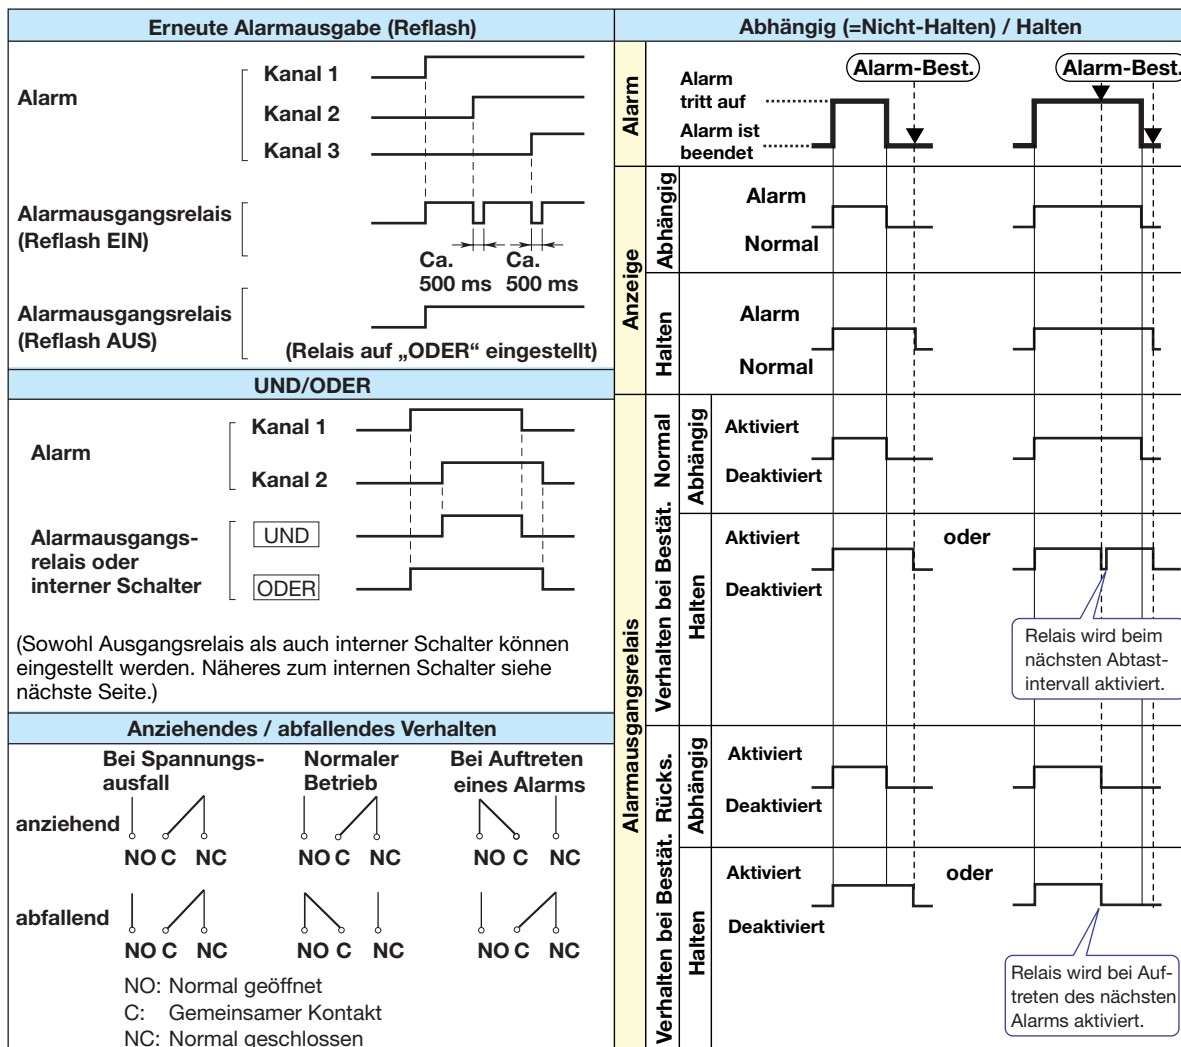 Erneute Alarmausgabe (Reflash)
Alarm
Kanal 1
Kanal 2
Kanal 3
Alarmausgangsrelais
(Reflash EIN)
Ca.
500 ms
Ca.
500 ms
Alarmausgangsrelais
(Reflash AUS)
(Relais auf „ODER“ eingestellt)
UND/ODER
Alarm
Kanal 1
Kanal 2
Alarmausgangs-
relais oder
interner Schalter
UND
ODER
(Sowohl Ausgangsrelais als auch interner Schalter können
eingestellt werden. Näheres zum internen Schalter siehe
nächste Seite.)
Anziehendes / abfallendes Verhalten
Bei Spannungs-
ausfall
Normaler
Betrieb
Bei Auftreten
eines Alarms
anziehend
NO C NC
NO C NC
NO C NC
abfallend
NO C NC
NO C NC
NO C NC
NO: Normal geöffnet
C: Gemeinsamer Kontakt
NC: Normal geschlossen
Abhängig (=Nicht-Halten) / Halten
Alarm
Alarm
tritt auf
Alarm ist
beendet
Alarm-Best.
Alarm-Best.
Anzeige
Abhängig
Alarm
Normal
Halten
Alarm
Normal
Alarmausgangsrelais
Verhalten bei Bestät. Normal
Abhängig
Aktiviert
Deaktiviert
Halten
Aktiviert
Deaktiviert
oder
Relais wird beim
nächsten Abtast-
intervall aktiviert.
Verhalten bei Bestät. Rücks.
Abhängig
Aktiviert
Deaktiviert
Halten
Aktiviert
Deaktiviert
oder
Relais wird bei Auf-
treten des nächsten
Alarms aktiviert.